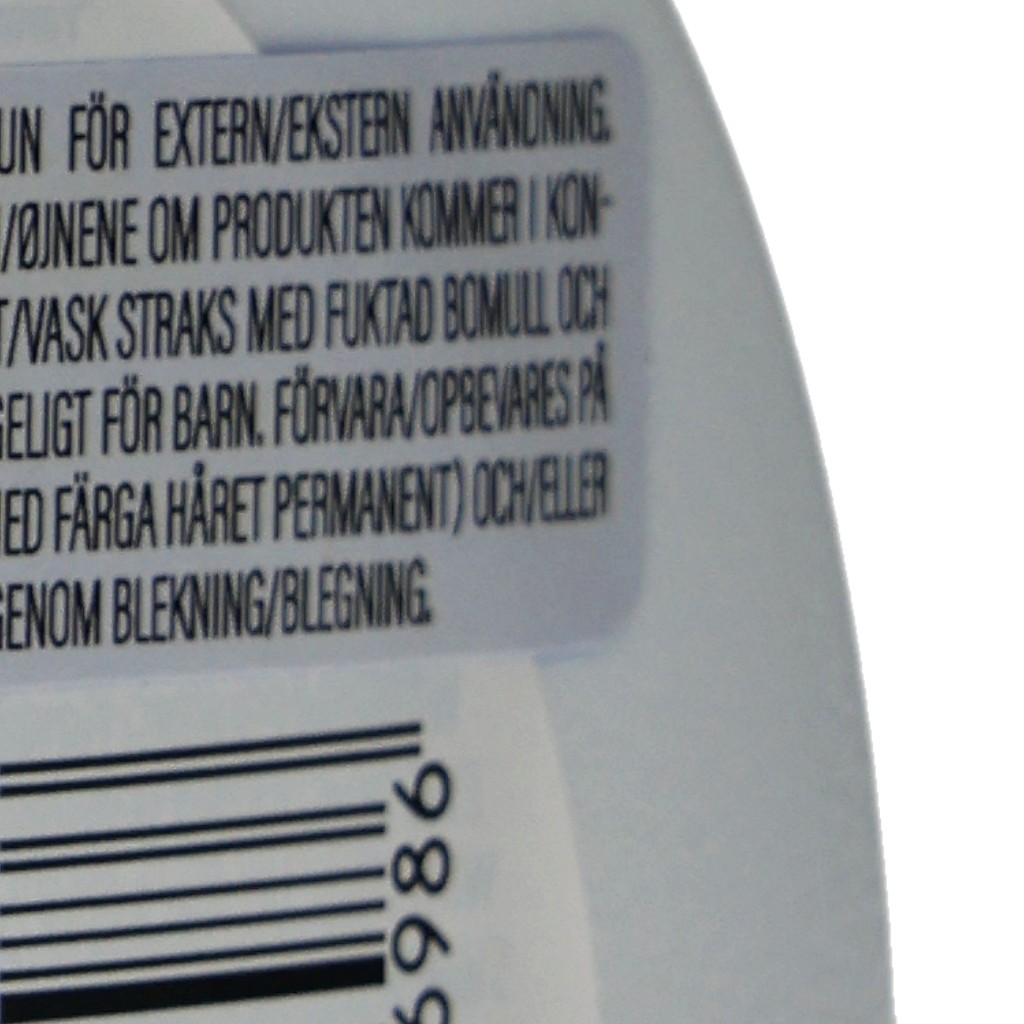 UN FÖR EXTERN/EKSTERN ANVÄNDNING.
/ØJNENE OM PRODUKTEN KOMMER I KON-
T/VASK STRAKS MED FUKTAD BOMULL OCH
GELIGT FÖR BARN. FÖRVARA/OPBEVARES PÅ
ED FÄRGA HÅRET PERMANENT) OCH/ELLER
GENOM BLEKNING/BLEGNING.
6986